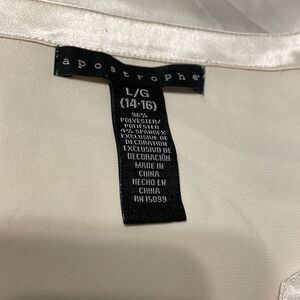 apostrophe
L/G
(14-16)
96%
POLYESTER/
POLIÉSTER
4% SPANDEX
EXCLUSIVE OF
DECORATION
EXCLUSIVO DE
DECORACIÓN
MADE IN
CHINA
HECHO EN
CHINA
RN 15099